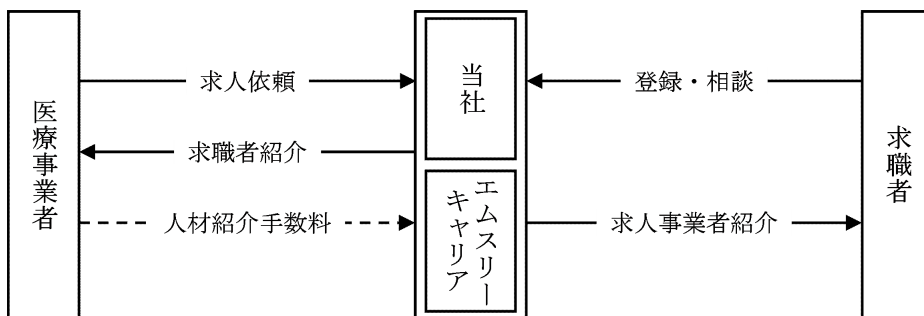 医療事業者
求人依頼
求職者紹介
人材紹介手数料
当社
エムスリー
キャリア
登録・相談
求人事業者紹介
求職者